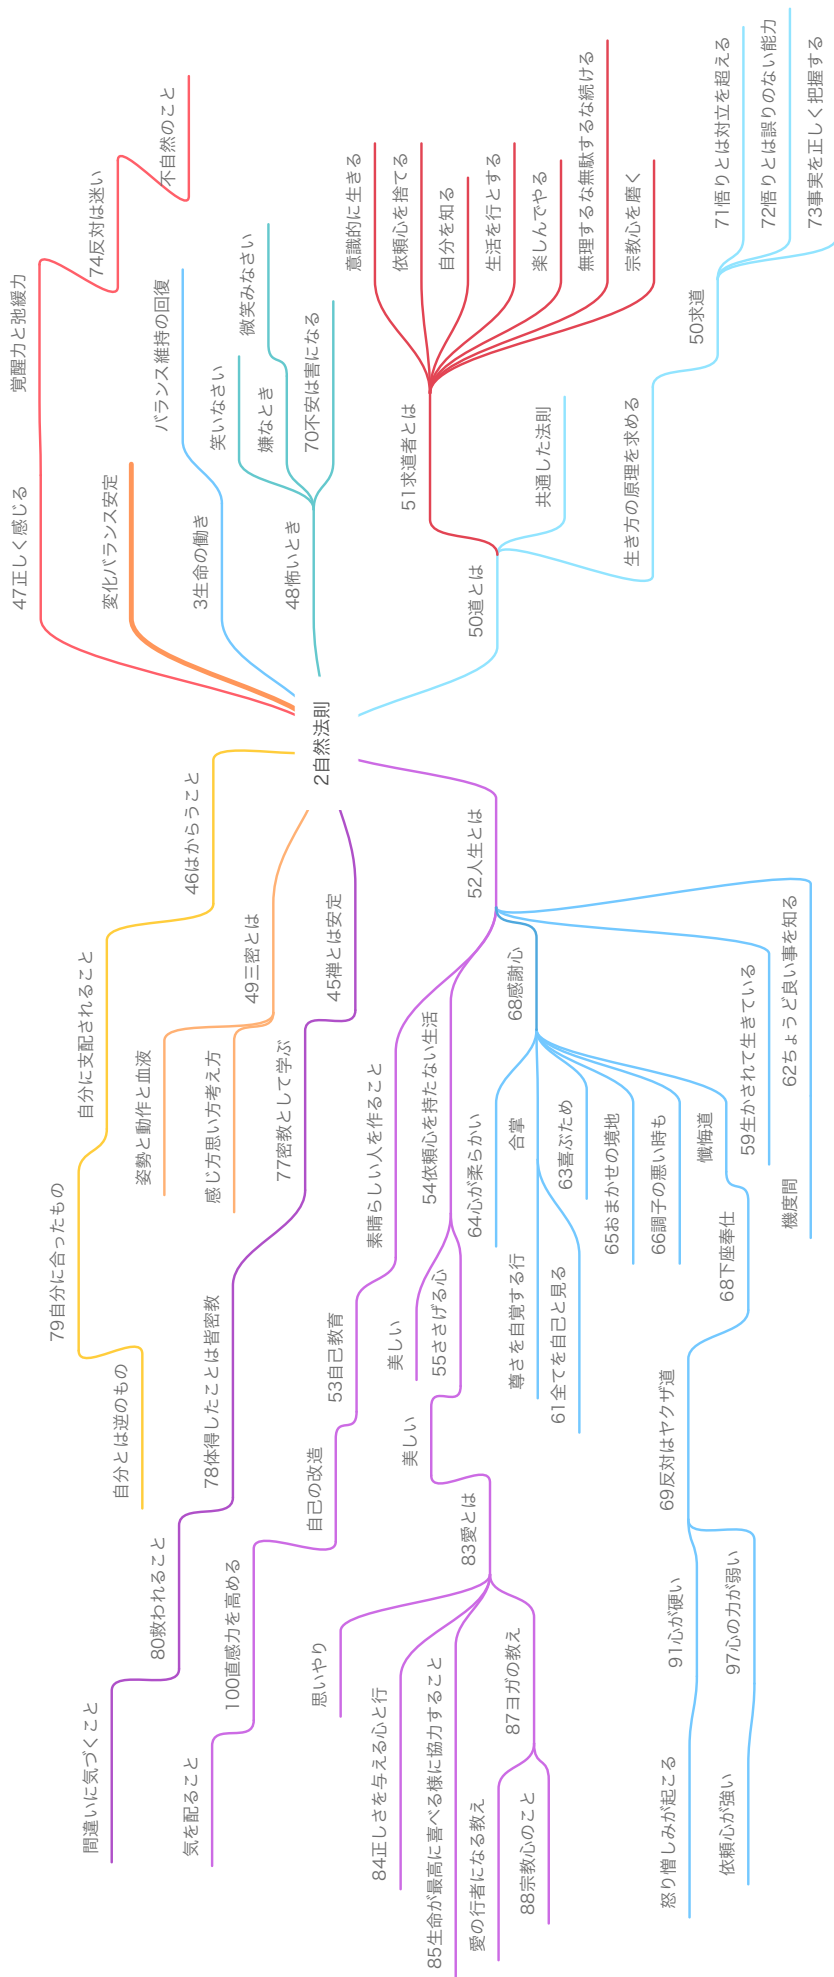 2自然法則
47正しく感じる
覚醒力と弛緩力
74反対は迷い
不自然のこと
変化バランス安定
3生命の働き
バランス維持の回復
48怖いとき
笑いなさい
嫌なとき
微笑みなさい
70不安は害になる
50道とは
51求道者とは
意識的に生きる
依頼心を捨てる
自分を知る
生活を行とする
楽しんでやる
無理するな無駄するな続ける
宗教心を磨く
共通した法則
生き方の原理を求める
50求道
71悟りとは対立を超える
72悟りとは誤りのない能力
73事実を正しく把握する
46はからうこと
自分に支配されること
79自分に合ったもの
自分とは逆のもの
49三密とは
姿勢と動作と血液
感じ方思い方考え方
45禅とは安定
77密教として学ぶ
78体得したことは皆密教
80救われること
間違いに気づくこと
52人生とは
素晴らしい人を作ること
53自己教育
自己の改造
100直感力を高める
気を配ること
54依頼心を持たない生活
美しい
55ささげる心
美しい
83愛とは
思いやり
84正しさを与える心と行
85生命が最高に喜べる様に協力すること
87ヨガの教え
愛の行者になる教え
88宗教心のこと
68感謝心
64心が柔らかい
合掌
尊さを自覚する行
61全てを自己と見る
63喜ぶため
65おまかせの境地
66調子の悪い時も
懺悔道
68下座奉仕
69反対はヤクザ道
91心が硬い
怒り憎しみが起こる
97心の力が弱い
依頼心が強い
59生かされて生きている
62ちょうど良い事を知る
機度間